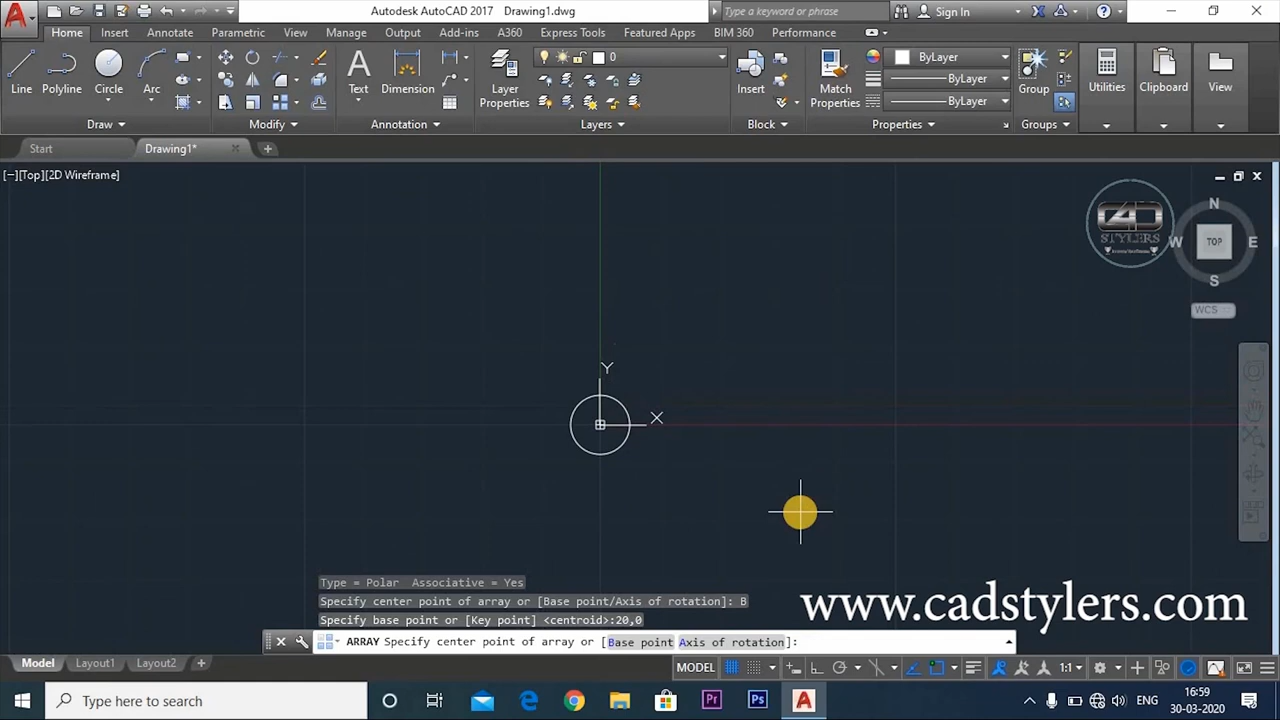 Autodesk AutoCAD 2017 Drawing1.dwg
Type a keyword or phrase
Sign In
Home Insert Annotate Parametric View Manage Output Add-ins A360 Express Tools Featured Apps BIM 360 Performance
Line Polyline Circle Arc
Text Dimension
Layer Properties
0
Insert
Match Properties
ByLayer
ByLayer
ByLayer
Group
Utilities Clipboard View
Draw Modify Annotation Layers Block Properties Groups
Start Drawing1*
[−][Top][2D Wireframe]
CAD
STYLERS
N
W TOP E
S
WCS
Y
X
Type = Polar Associative = Yes
Specify center point of array or [Base point/Axis of rotation]: B
Specify base point or [Key point] <centroid>:20,0
ARRAY Specify center point of array or [Base point Axis of rotation]:
www.cadstylers.com
Model Layout1 Layout2
MODEL 1:1
Type here to search
Pr Ps A
ENG
16:59
30-03-2020